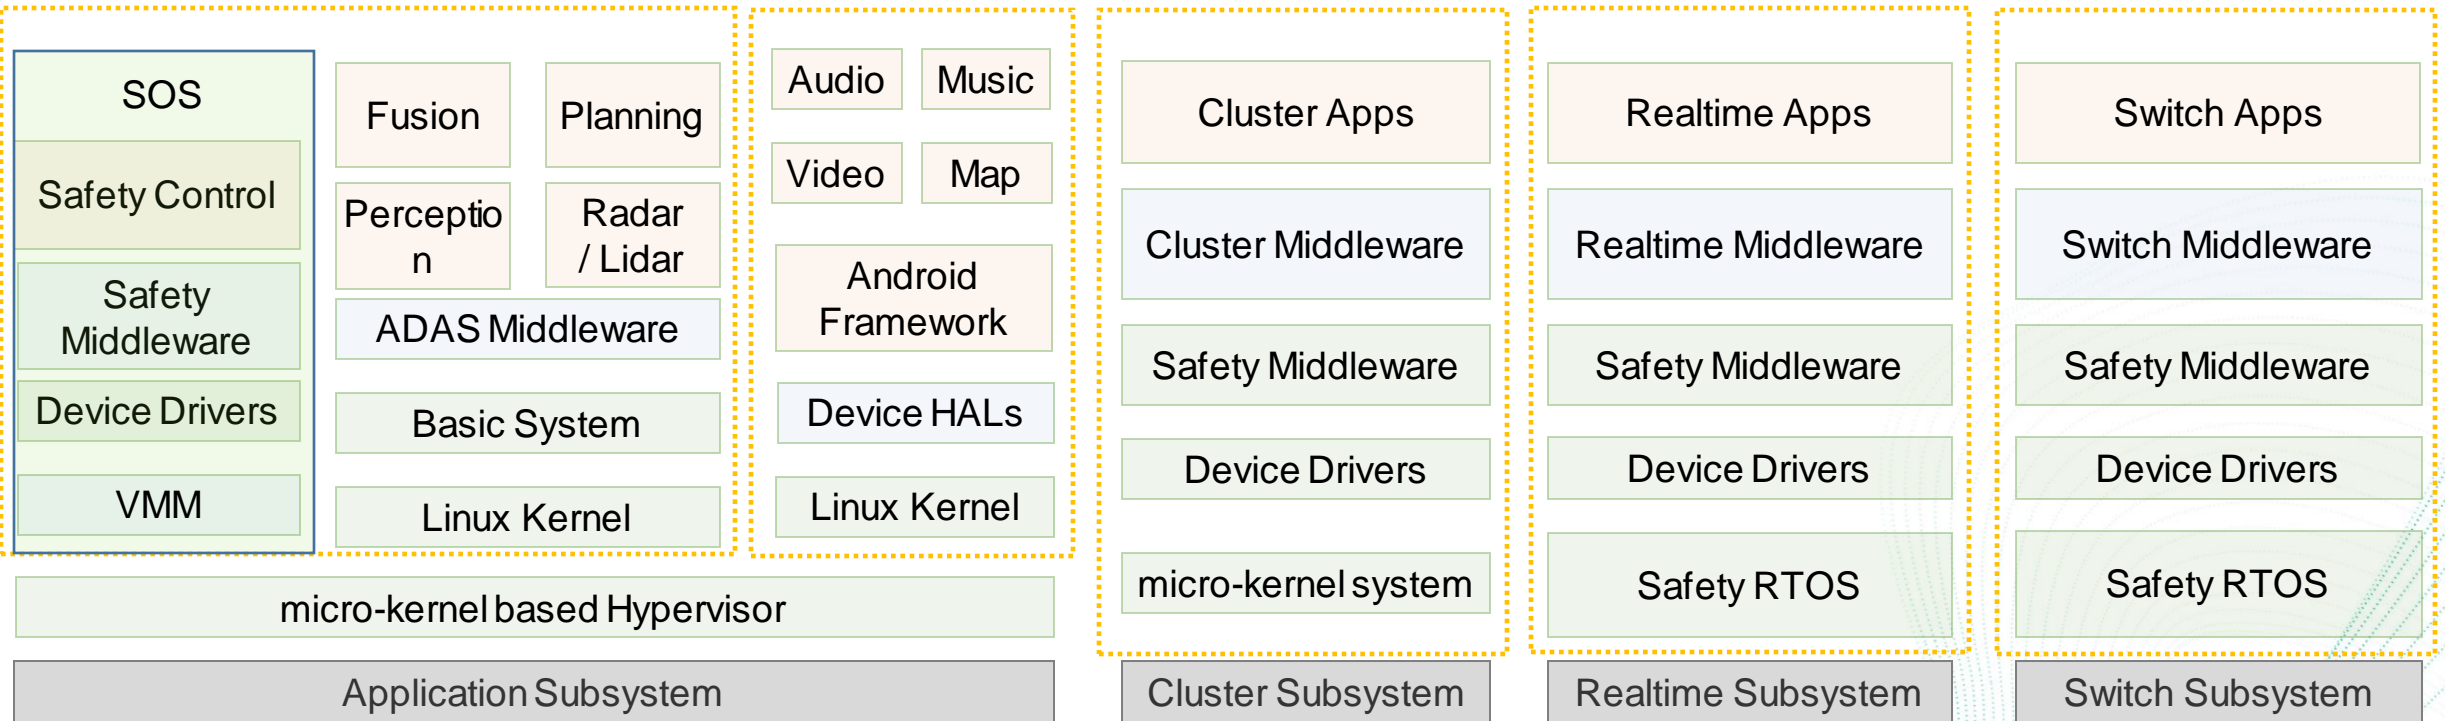 SOS
Safety Control
Safety
Middleware
Device Drivers
VMM
Fusion
Planning
Perceptio
n
Radar
/ Lidar
ADAS Middleware
Basic System
Linux Kernel
Audio
Music
Video
Map
Android
Framework
Device HALs
Linux Kernel
micro-kernel based Hypervisor
Application Subsystem
Cluster Apps
Cluster Middleware
Safety Middleware
Device Drivers
micro-kernel system
Cluster Subsystem
Realtime Apps
Realtime Middleware
Safety Middleware
Device Drivers
Safety RTOS
Realtime Subsystem
Switch Apps
Switch Middleware
Safety Middleware
Device Drivers
Safety RTOS
Switch Subsystem